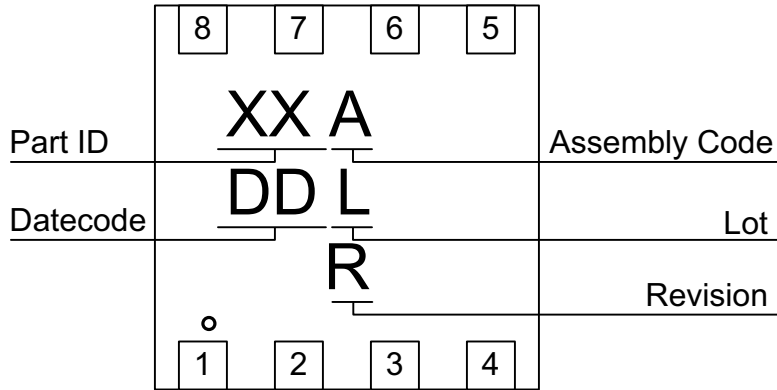 8 7 6 5
XX A
Part ID Assembly Code
DD L
Datecode Lot
R
Revision
1 2 3 4